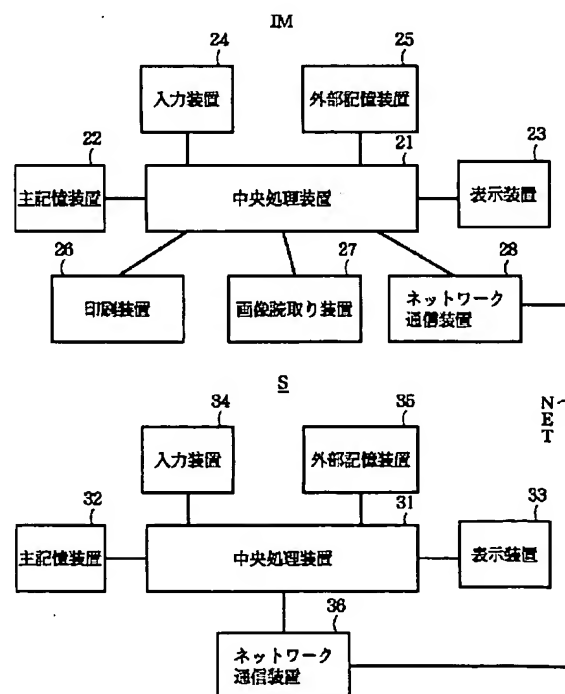 IM
24
25
入力装置
外部記憶装置
22
21
23
主記憶装置
中央処理装置
表示装置
26
27
28
印刷装置
画像読取り装置
ネットワーク
通信装置
S
NET
34
35
入力装置
外部記憶装置
32
31
33
主記憶装置
中央処理装置
表示装置
36
ネットワーク
通信装置